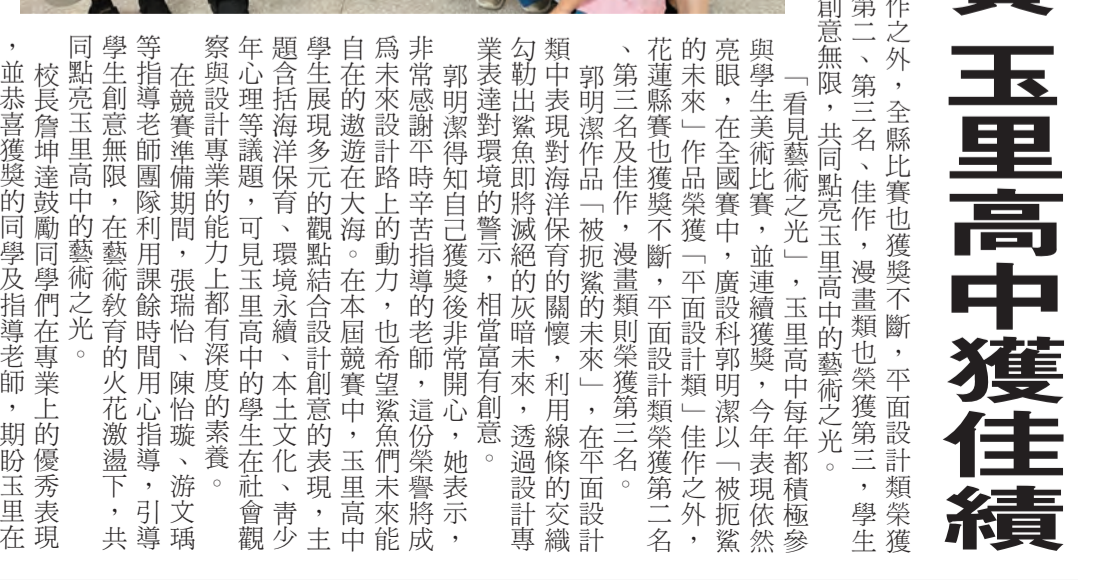 玉里高中獲佳績
作之外，全縣比賽也獲獎不斷，平面設計類榮獲
第二、第三名、佳作，漫畫類也榮獲第三，學生
創意無限，共同點亮玉里高中的藝術之光。
「看見藝術之光」，玉里高中每年都積極參
與學生美術比賽，並連續獲獎，今年表現依然
亮眼，在全國賽中，廣設科郭明潔以「被扼鯊
的未來」作品榮獲「平面設計類」佳作之外，
花蓮縣賽也獲獎不斷，平面設計類榮獲第二名
、第三名及佳作，漫畫類則榮獲第三名。
郭明潔作品「被扼鯊的未來」，在平面設計
類中表現對海洋保育的關懷，利用線條的交織
勾勒出鯊魚即將滅絕的灰暗未來，透過設計專
業表達對環境的警示，相當富有創意。
郭明潔得知自己獲獎後非常開心，她表示，
非常感謝平時辛苦指導的老師，這份榮譽將成
為未來設計路上的動力，也希望鯊魚們未來能
自在的遨遊在大海。在本屆競賽中，玉里高中
學生展現多元的觀點結合設計創意的表現，主
題含括海洋保育、環境永續、本土文化、青少
年心理等議題，可見玉里高中的學生在社會觀
察與設計專業的能力上都有深度的素養。
在競賽準備期間，張瑞怡、陳怡璇、游文瑀
等指導老師團隊利用課餘時間用心指導，引導
學生創意無限，在藝術教育的火花激盪下，共
同點亮玉里高中的藝術之光。
校長詹坤達鼓勵同學們在專業上的優秀表現
，並恭喜獲獎的同學及指導老師，期盼玉里在